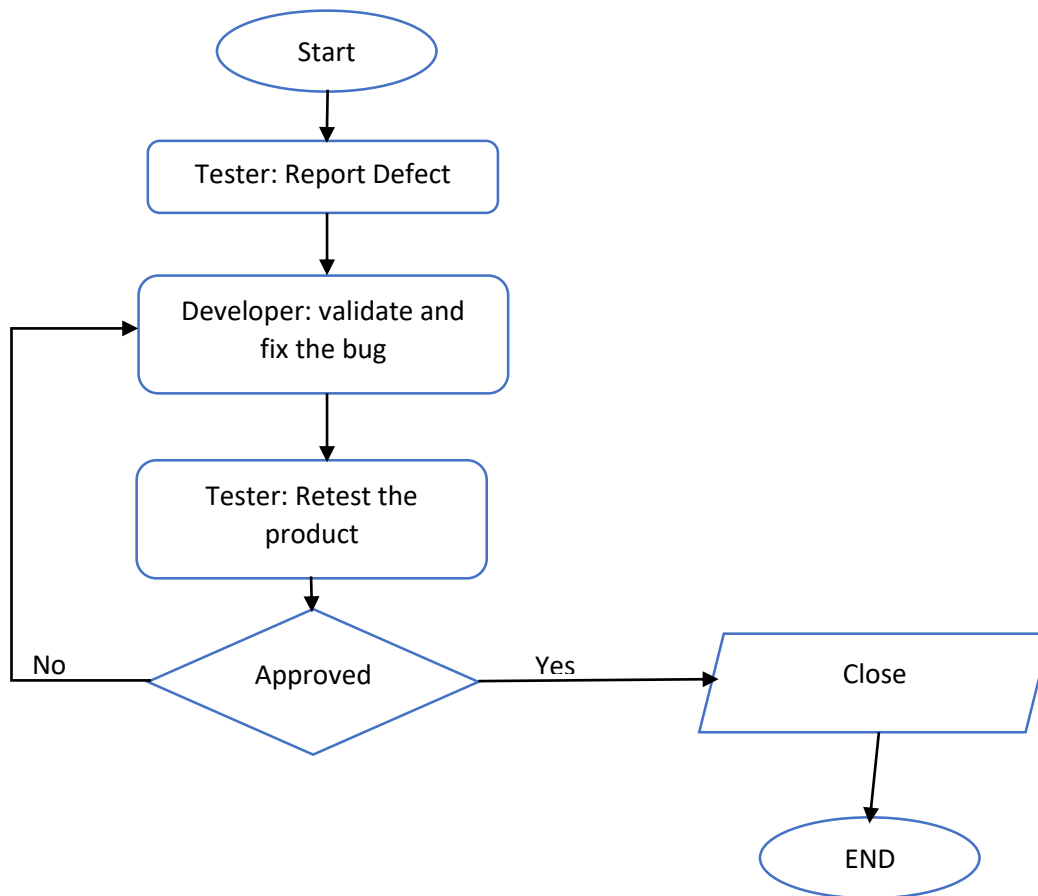 Start
Tester: Report Defect
Developer: validate and
fix the bug
Tester: Retest the
product
No
Approved
Yes
Close
END